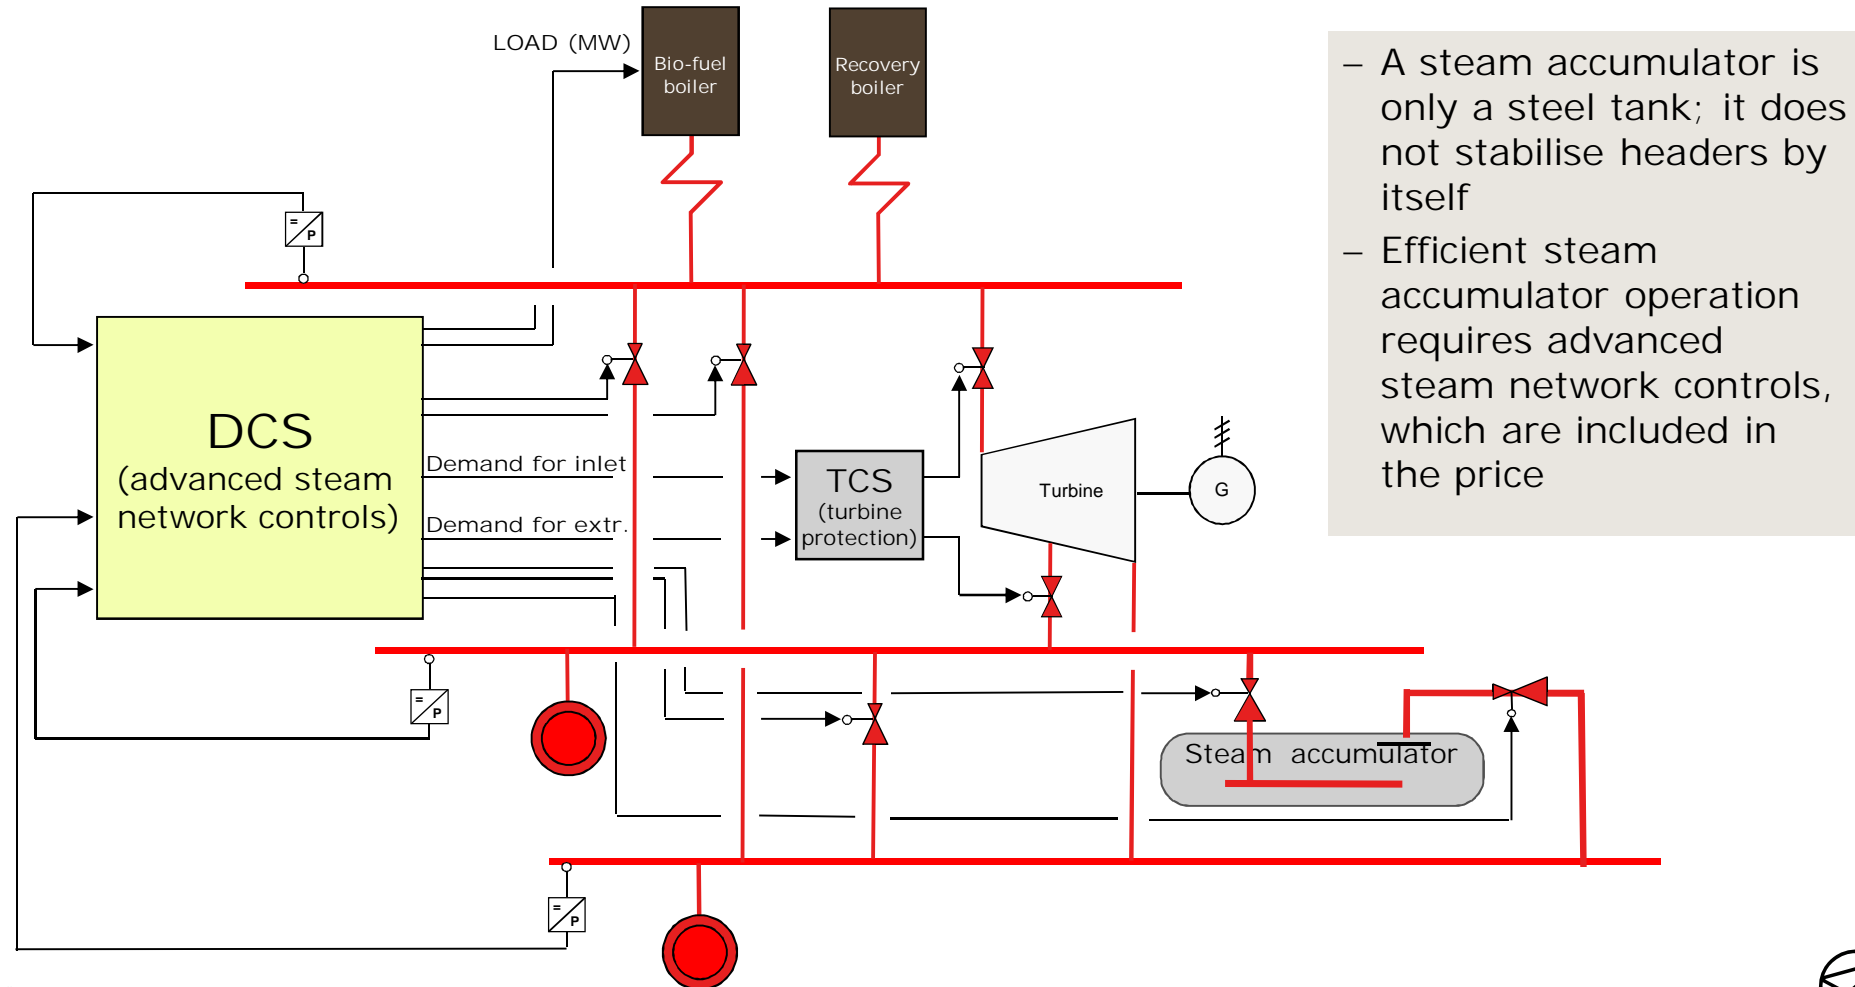 LOAD (MW)
Bio-fuel
boiler
Recovery
boiler
– A steam accumulator is
only a steel tank; it does
not stabilise headers by
itself
– Efficient steam
accumulator operation
requires advanced
steam network controls,
which are included in
the price
=
P
DCS
(advanced steam
network controls)
Demand for inlet
Demand for extr.
TCS
(turbine
protection)
Turbine
G
=
P
Steam accumulator
=
P